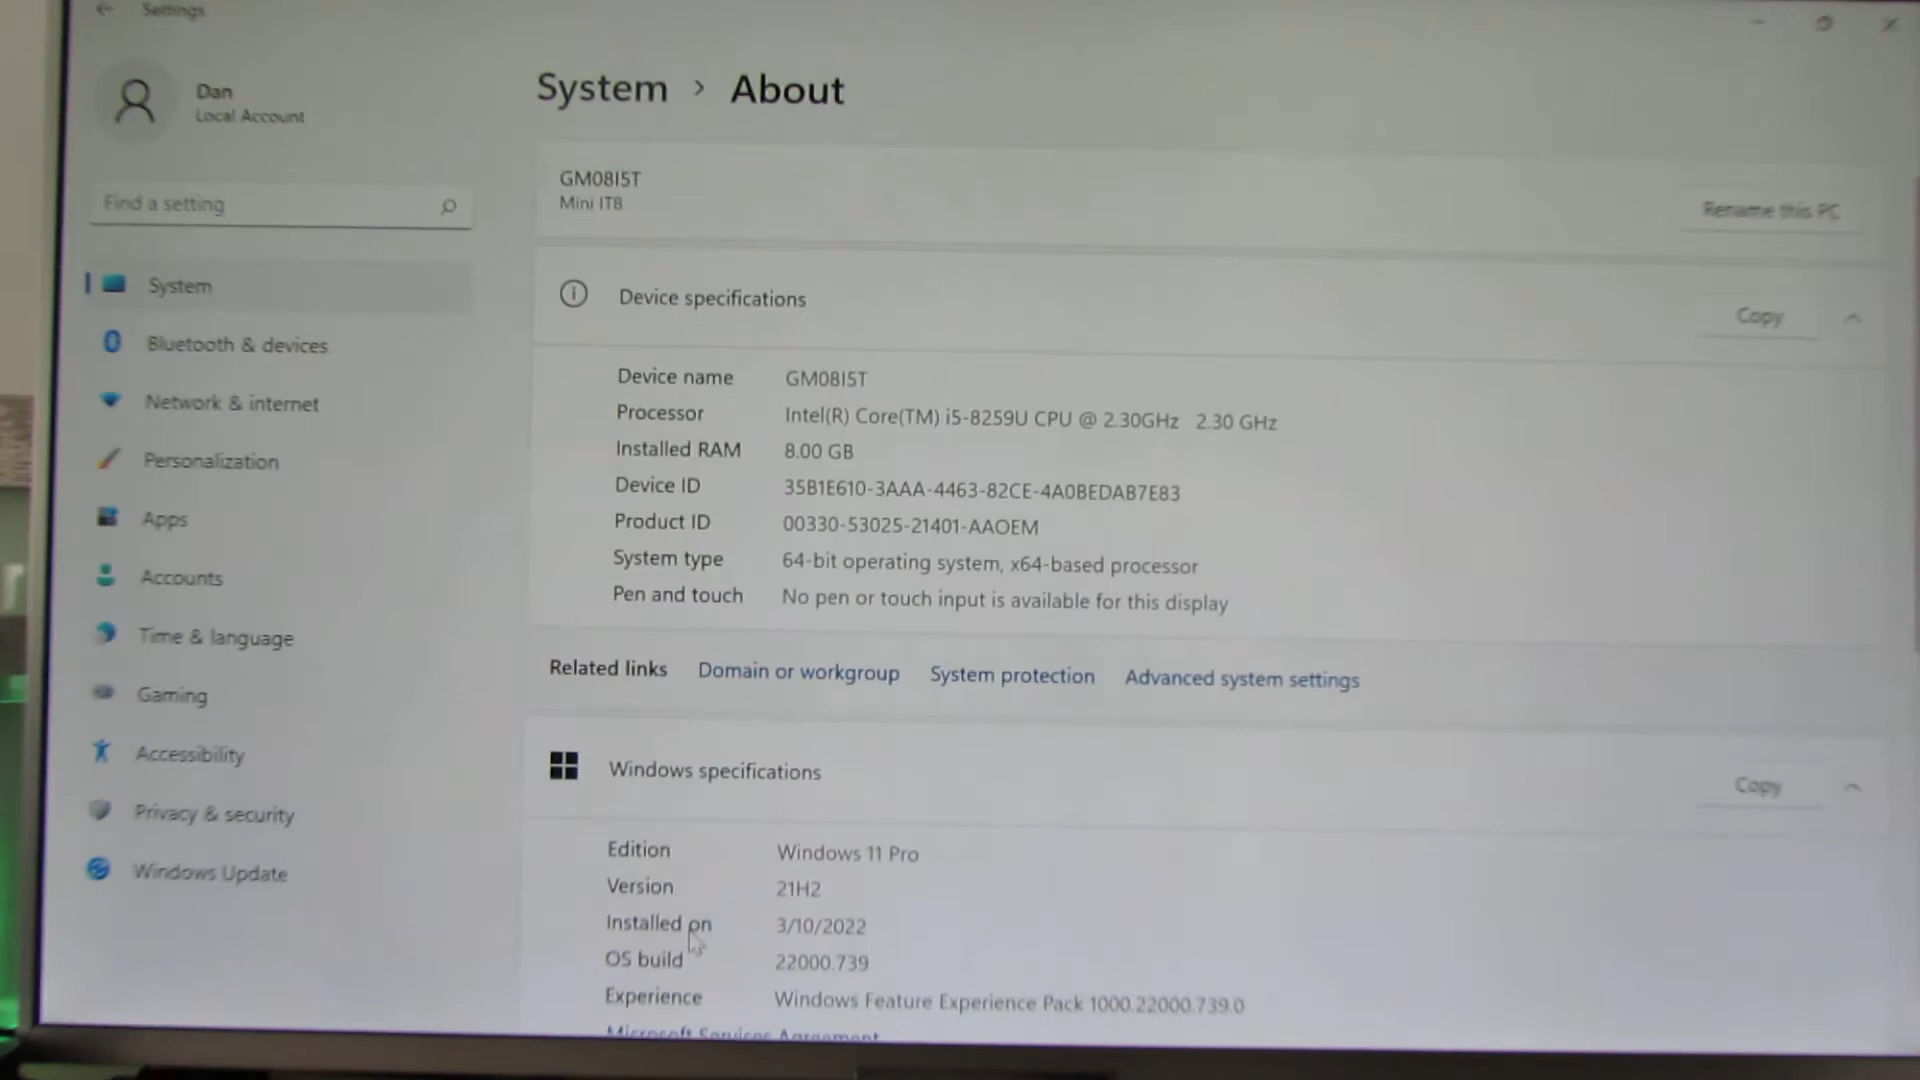 Settings
Dan
Local Account
Find a setting
System
Bluetooth & devices
Network & internet
Personalization
Apps
Accounts
Time & language
Gaming
Accessibility
Privacy & security
Windows Update
System > About
GM08I5T
Mini IT8
Rename this PC
Device specifications
Copy
Device name GM08I5T
Processor Intel(R) Core(TM) i5-8259U CPU @ 2.30GHz 2.30 GHz
Installed RAM 8.00 GB
Device ID 35B1E610-3AAA-4463-82CE-4A0BEDAB7E83
Product ID 00330-53025-21401-AAOEM
System type 64-bit operating system, x64-based processor
Pen and touch No pen or touch input is available for this display
Related links Domain or workgroup System protection Advanced system settings
Windows specifications
Copy
Edition Windows 11 Pro
Version 21H2
Installed on 3/10/2022
OS build 22000.739
Experience Windows Feature Experience Pack 1000.22000.739.0
Microsoft Services Agreement